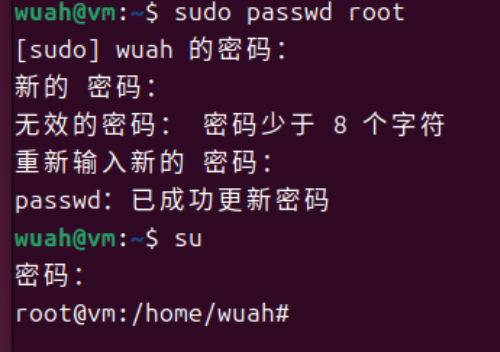 wuah@vm:~$ sudo passwd root
[sudo] wuah 的密码：
新的 密码：
无效的密码： 密码少于 8 个字符
重新输入新的 密码：
passwd：已成功更新密码
wuah@vm:~$ su
密码：
root@vm:/home/wuah#